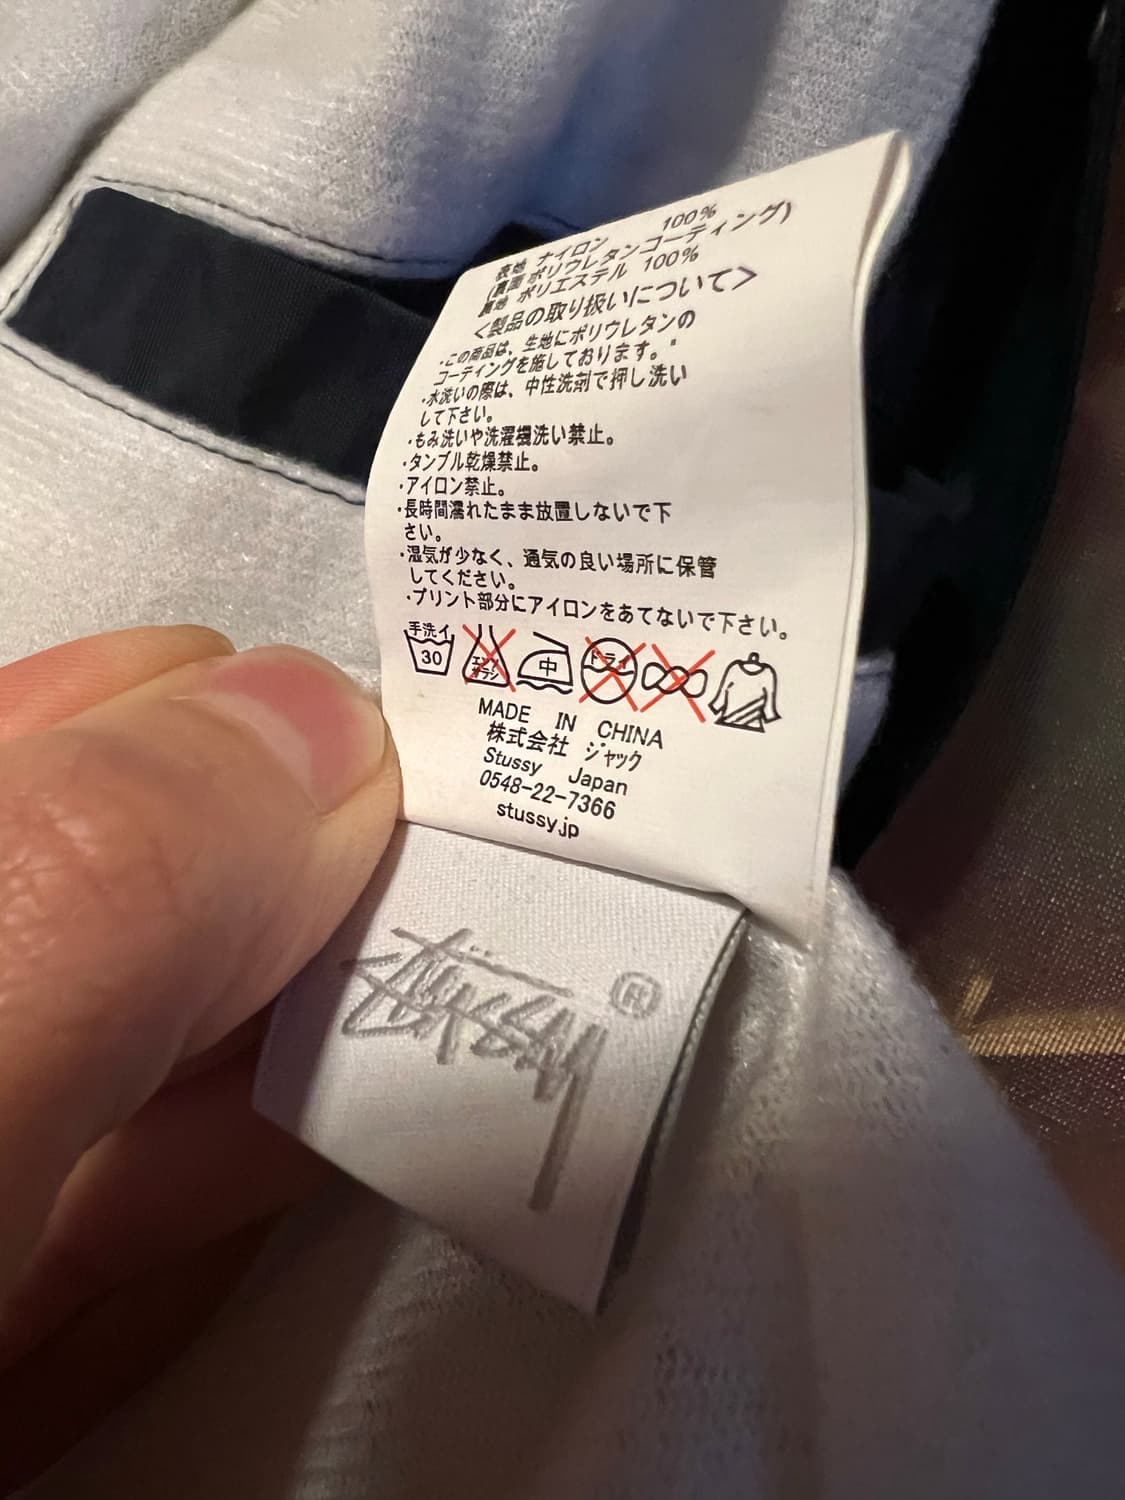 表地 ナイロン 100%
(裏面 ポリウレタンコーティング)
裏地 ポリエステル 100%
<製品の取り扱いについて>
・この商品は、生地にポリウレタンの
コーティングを施しております。
・水洗いの際は、中性洗剤で押し洗い
して下さい。
・もみ洗いや洗濯機洗い禁止。
・タンブル乾燥禁止。
・アイロン禁止。
・長時間濡れたまま放置しないで下
さい。
・湿気が少なく、通気の良い場所に保管
してください。
・プリント部分にアイロンをあてないで下さい。
手洗イ 30 エンソサラシ 中 ドライ
MADE IN CHINA
株式会社 ジャック
Stussy Japan
0548-22-7366
stussy.jp
Stüssy ®